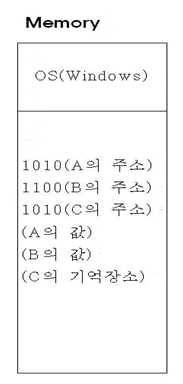 Memory
OS(Windows)
1010(A의 주소)
1100(B의 주소)
1010(C의 주소)
(A의 값)
(B의 값)
(C의 기억장소)